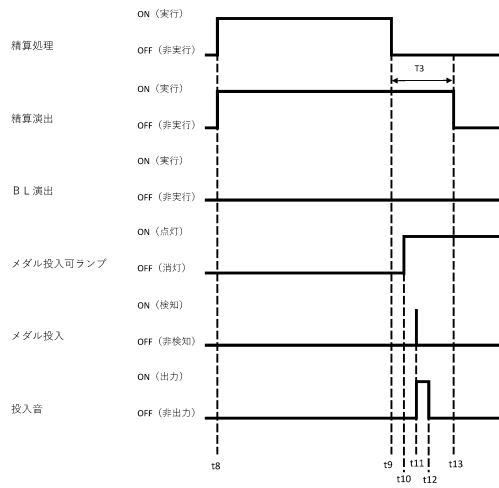 ON（実行）
精算処理
OFF（非実行）
T3
ON（実行）
精算演出
OFF（非実行）
ON（実行）
ＢＬ演出
OFF（非実行）
ON（点灯）
メダル投入可ランプ
OFF（消灯）
ON（検知）
メダル投入
OFF（非検知）
ON（出力）
投入音
OFF（非出力）
t8 t9 t11 t13
t10 t12